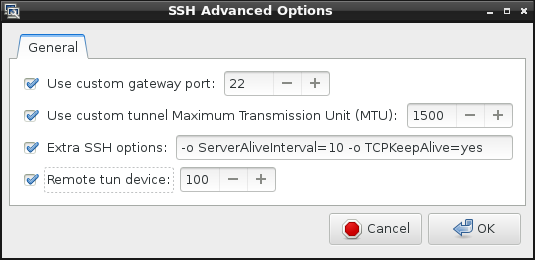 SSH Advanced Options
General
Use custom gateway port: 22
Use custom tunnel Maximum Transmission Unit (MTU): 1500
Extra SSH options: -o ServerAliveInterval=10 -o TCPKeepAlive=yes
Remote tun device: 100
Cancel OK